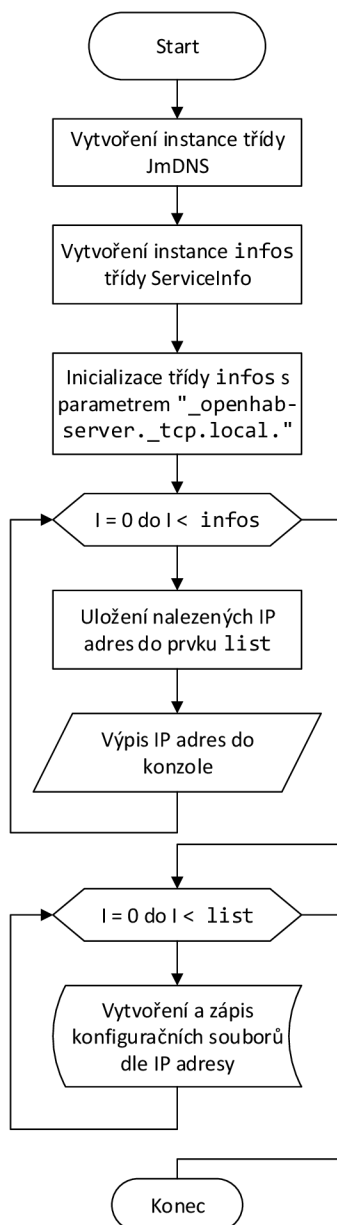 Start
Vytvoření instance třídy
JmDNS
Vytvoření instance infos
třídy ServiceInfo
Inicializace třídy infos s
parametrem "_openhab-
server._tcp.local."
I = 0 do I < infos
Uložení nalezených IP
adres do prvku list
Výpis IP adres do
konzole
I = 0 do I < list
Vytvoření a zápis
konfiguračních souborů
dle IP adresy
Konec